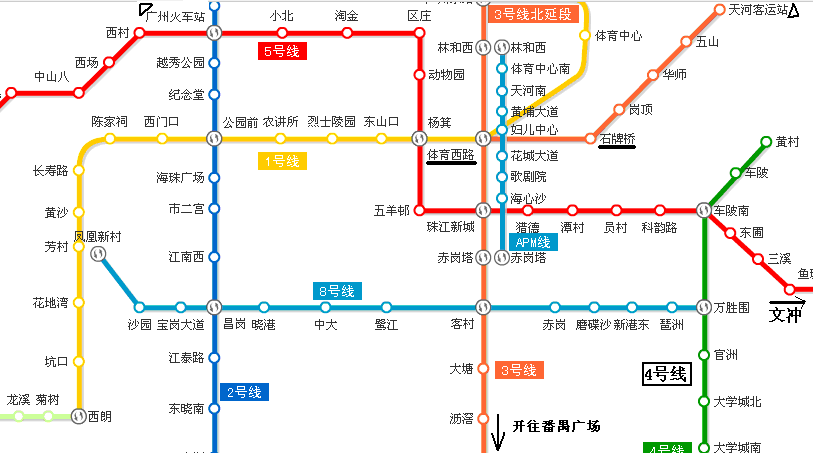 广州火车站
小北
淘金
区庄
3号线北延段
天河客运站
西村
5号线
林和西
林和西
体育中心
五山
西场
越秀公园
动物园
体育中心南
华师
中山八
纪念堂
天河南
岗顶
黄埔大道
陈家祠
西门口
公园前
农讲所
烈士陵园
东山口
杨箕
妇儿中心
石牌桥
黄村
1号线
体育西路
花城大道
长寿路
海珠广场
歌剧院
车陂
黄沙
市二宫
五羊邨
海心沙
车陂南
凤凰新村
珠江新城
猎德
潭村
员村
科韵路
东圃
芳村
江南西
APM线
赤岗塔
赤岗塔
三溪
花地湾
8号线
万胜围
文冲
沙园
宝岗大道
昌岗
晓港
中大
鹭江
客村
赤岗
磨碟沙
新港东
琶洲
坑口
江泰路
大塘
3号线
4号线
官洲
2号线
龙溪
菊树
西朗
东晓南
沥滘
开往番禺广场
大学城北
4号线
大学城南